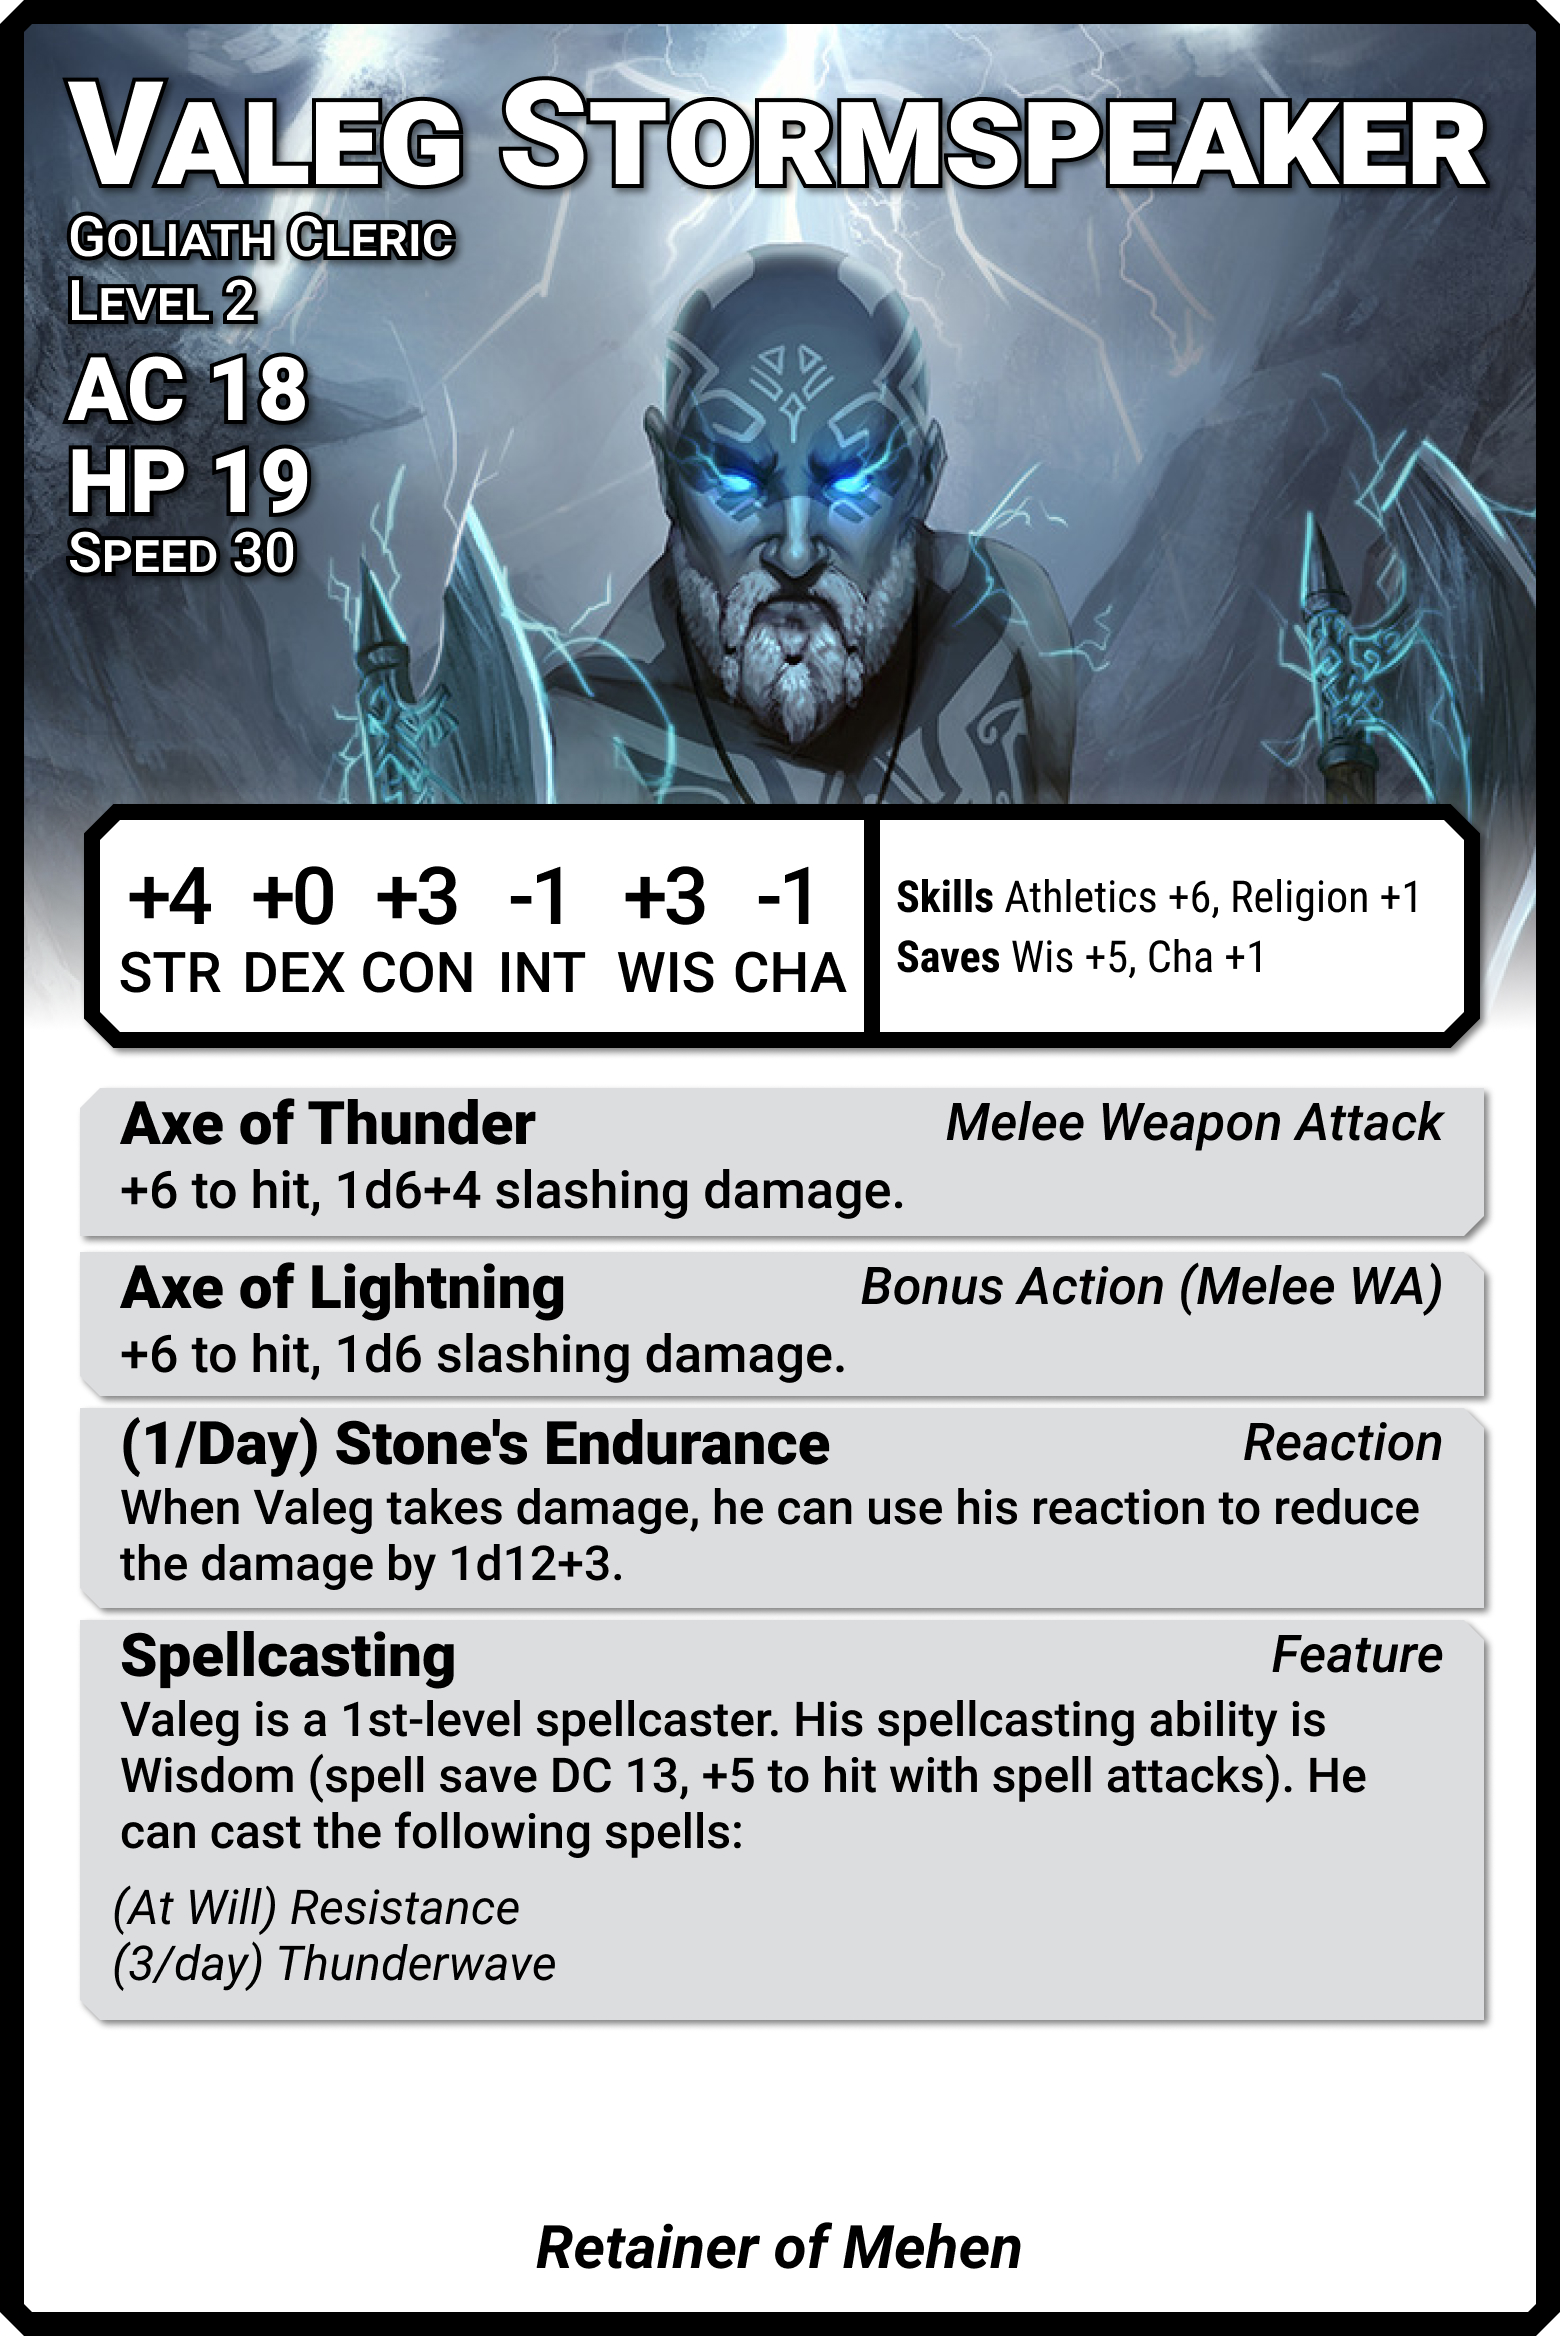 Valeg Stormspeaker
Goliath Cleric
Level 2
AC 18
HP 19
Speed 30
+4 +0 +3 -1 +3 -1
STR DEX CON INT WIS CHA
Skills Athletics +6, Religion +1
Saves Wis +5, Cha +1
Axe of Thunder Melee Weapon Attack
+6 to hit, 1d6+4 slashing damage.
Axe of Lightning Bonus Action (Melee WA)
+6 to hit, 1d6 slashing damage.
(1/Day) Stone's Endurance Reaction
When Valeg takes damage, he can use his reaction to reduce
the damage by 1d12+3.
Spellcasting Feature
Valeg is a 1st-level spellcaster. His spellcasting ability is
Wisdom (spell save DC 13, +5 to hit with spell attacks). He
can cast the following spells:
(At Will) Resistance
(3/day) Thunderwave
Retainer of Mehen